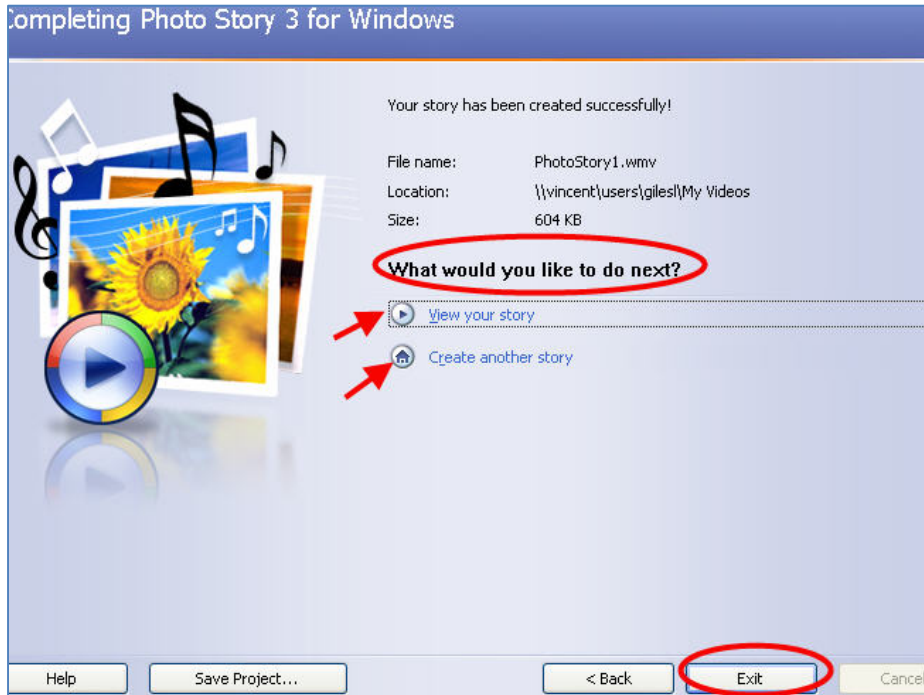 Completing Photo Story 3 for Windows
Your story has been created successfully!
File name: PhotoStory1.wmv
Location: \\vincent\users\gilesl\My Videos
Size: 604 KB
What would you like to do next?
View your story
Create another story
Help Save Project... < Back Exit Cance